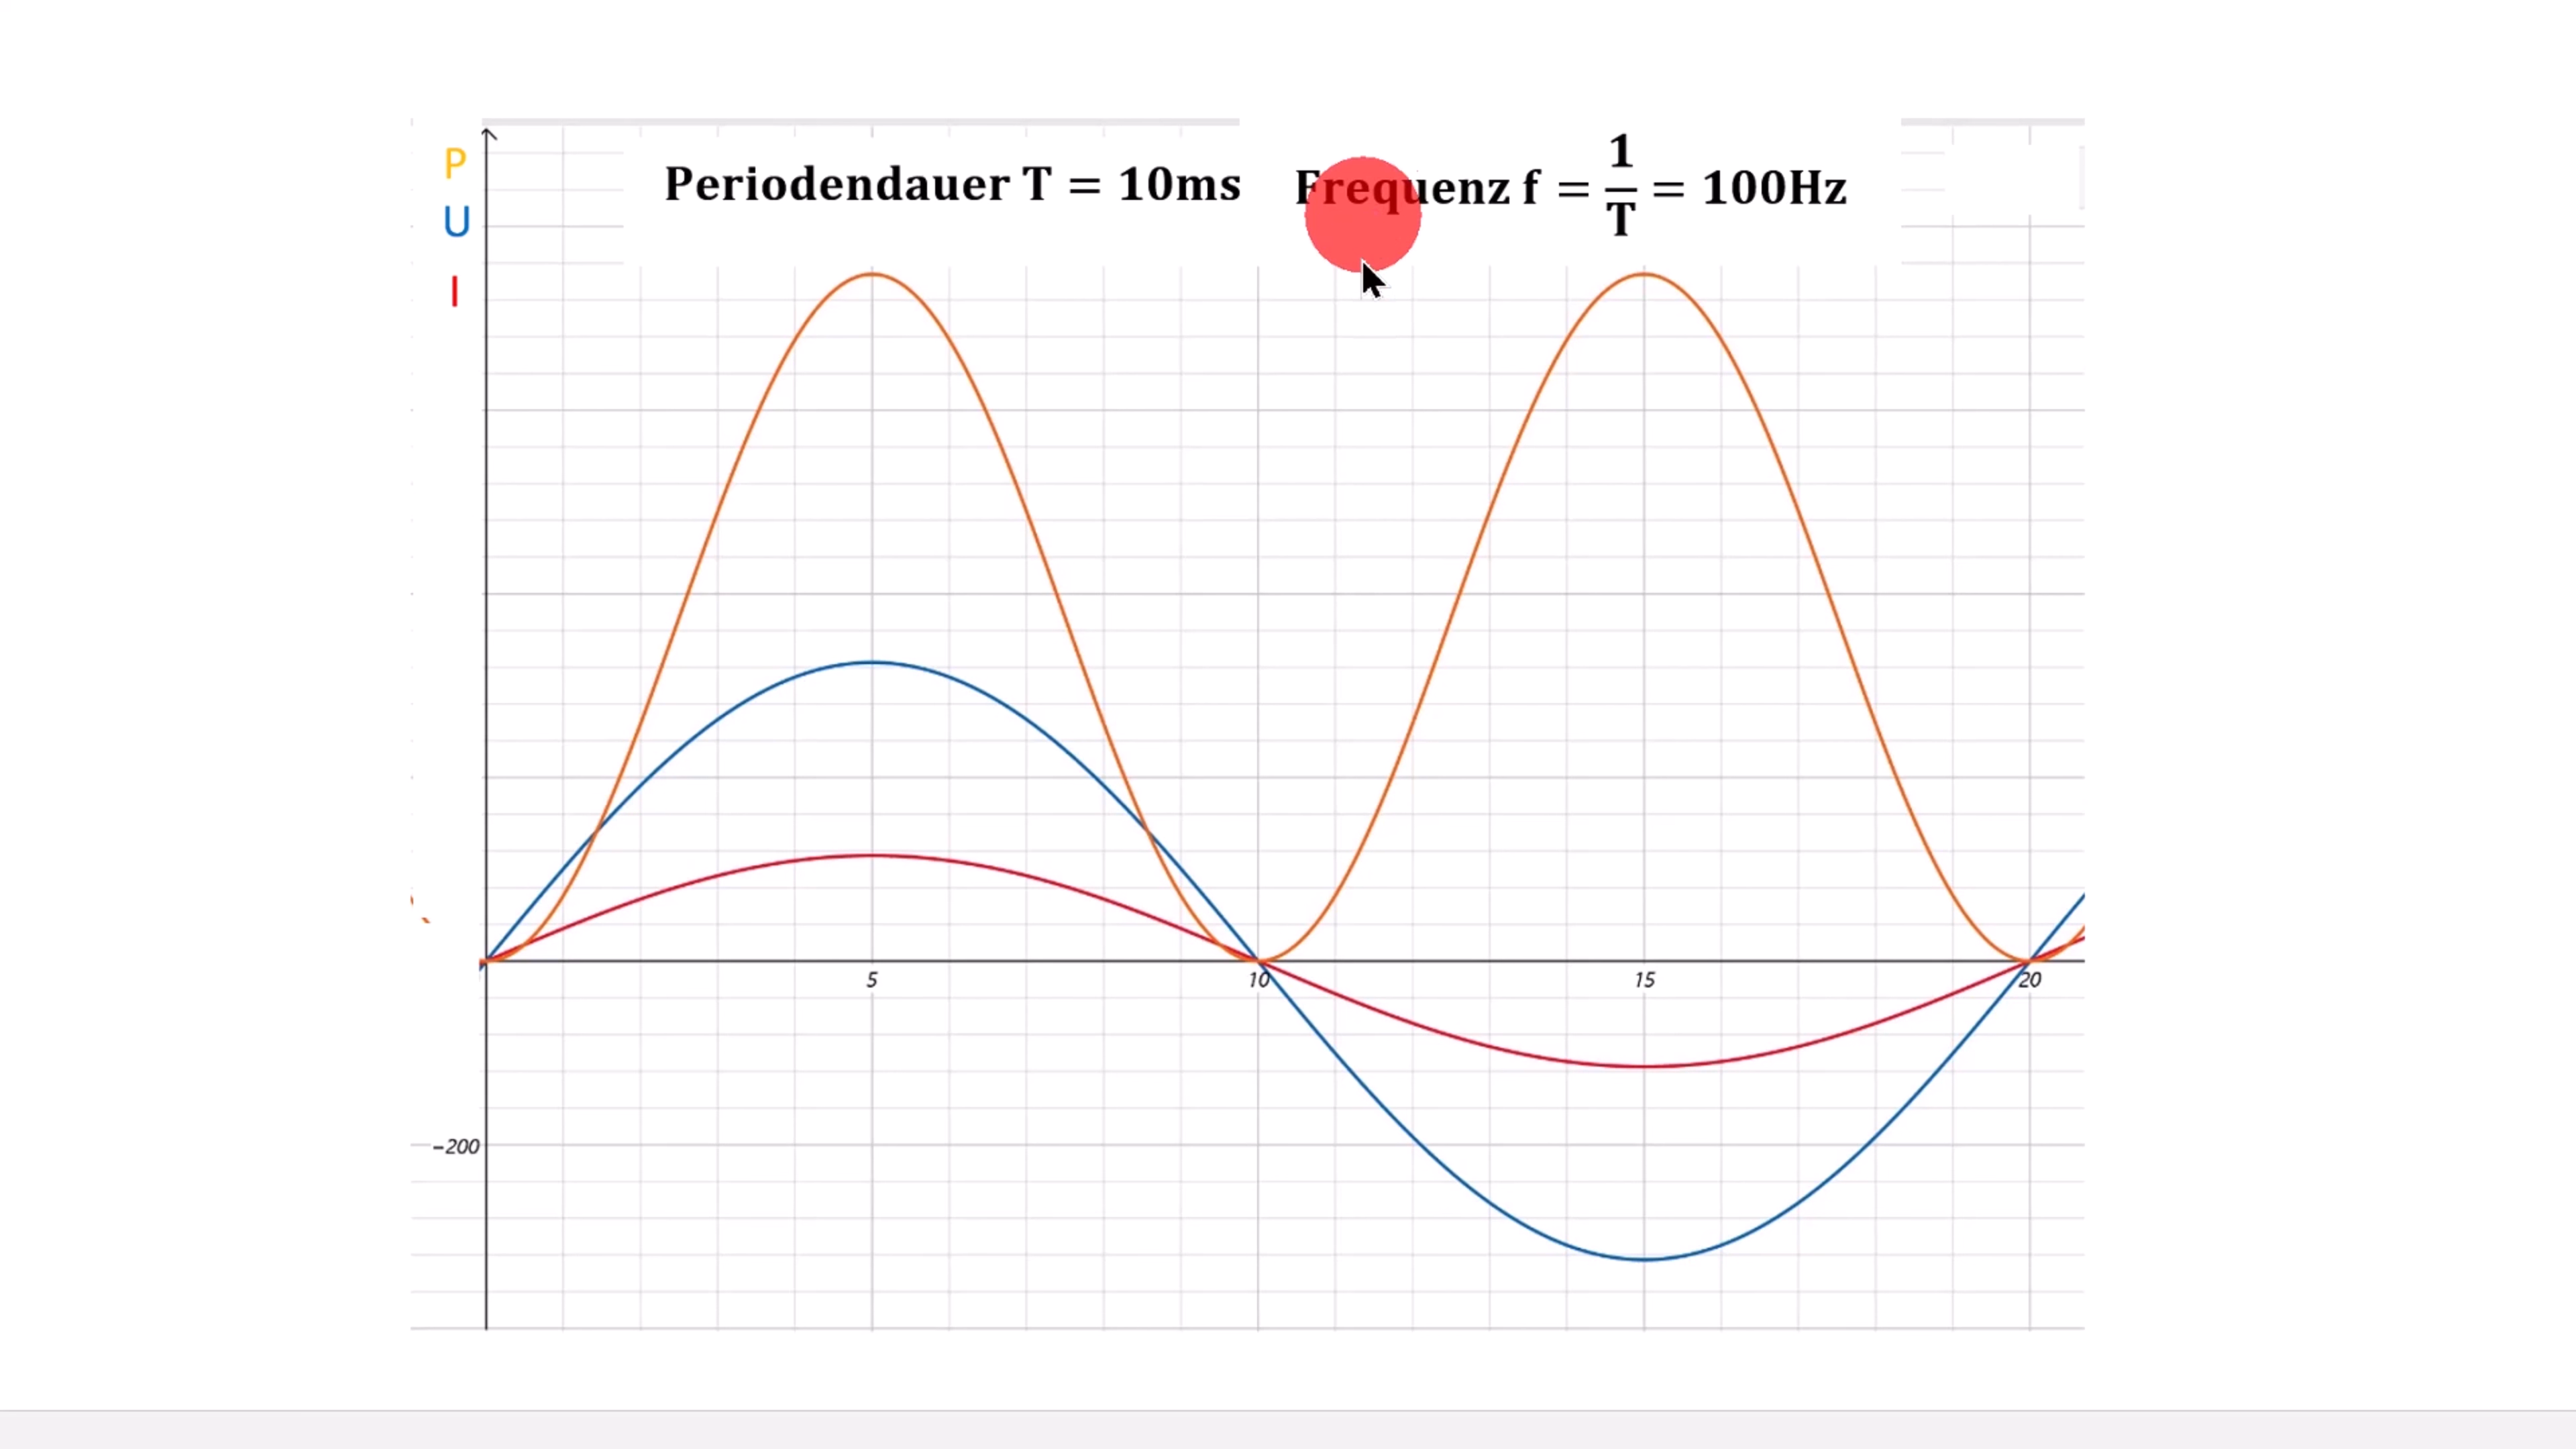 P
U
I
Periodendauer T = 10ms
Frequenz f = 1/T = 100Hz
5
10
15
20
−200